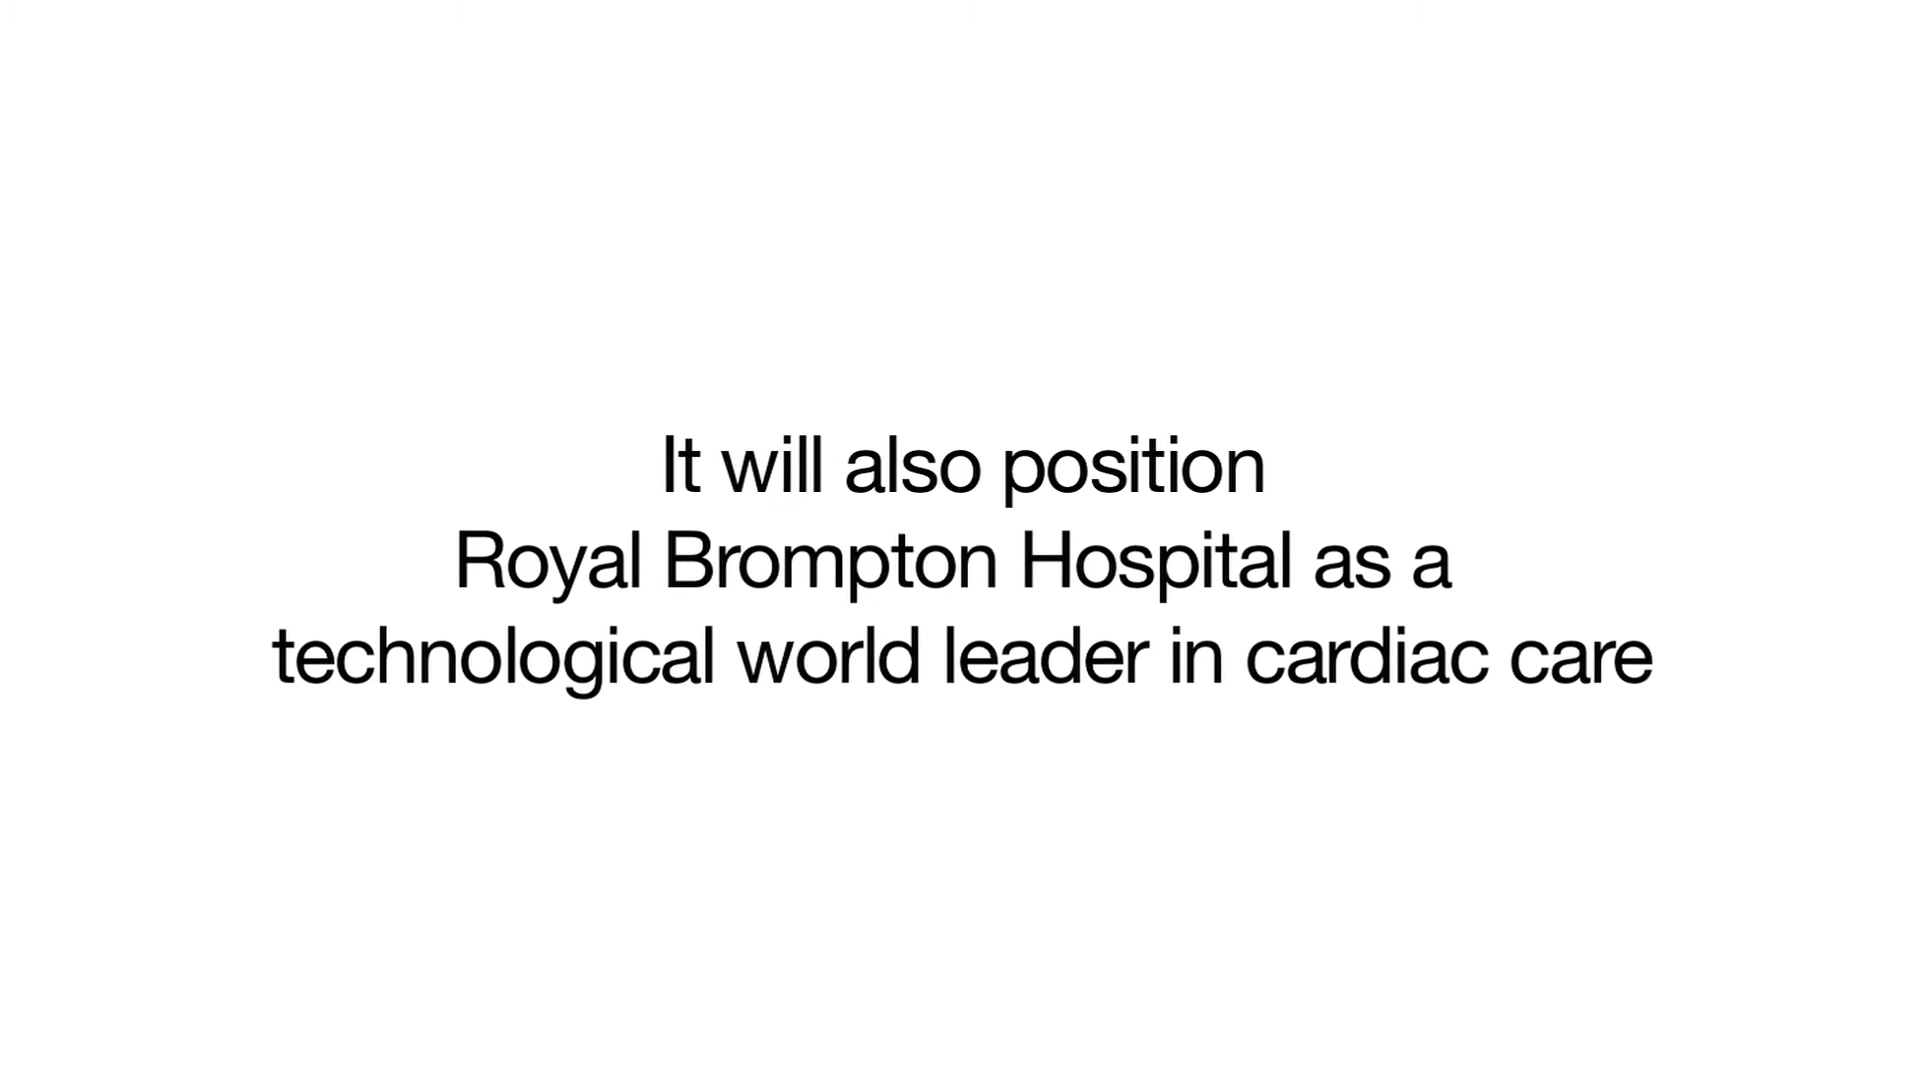 It will also position
Royal Brompton Hospital as a
technological world leader in cardiac care